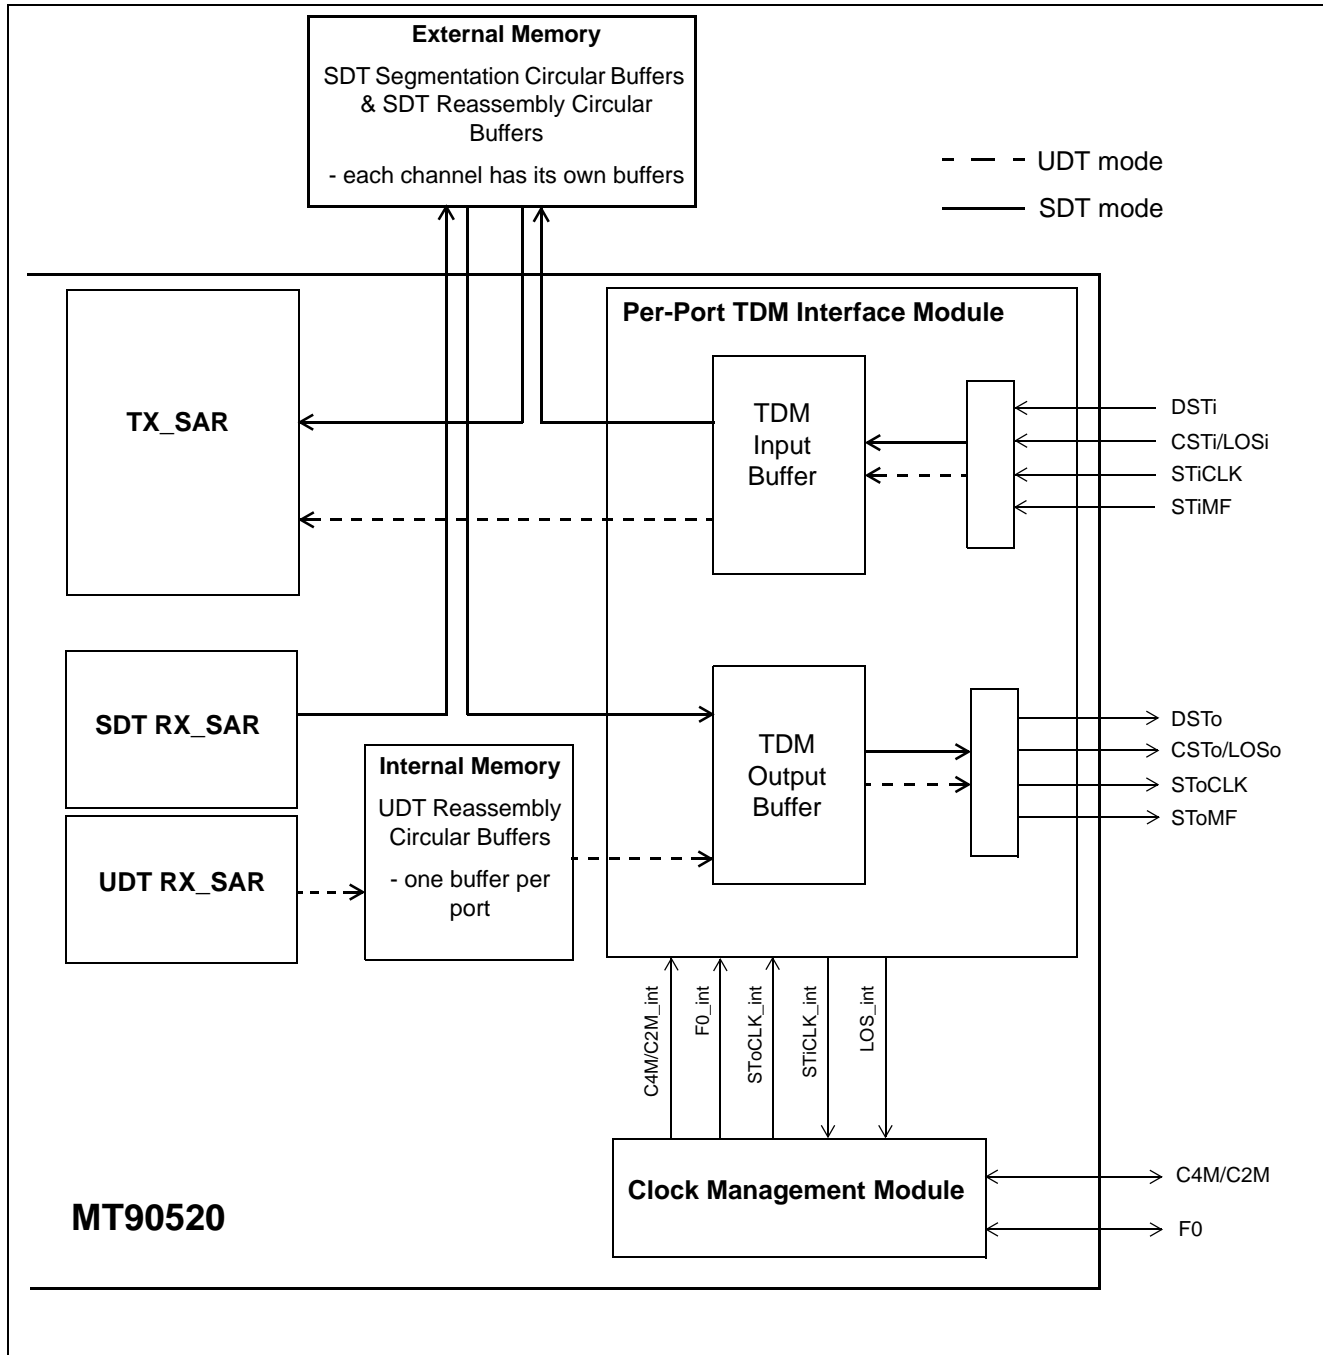 External Memory
SDT Segmentation Circular Buffers
& SDT Reassembly Circular
Buffers
- each channel has its own buffers
UDT mode
SDT mode
Per-Port TDM Interface Module
TX_SAR
TDM
Input
Buffer
DSTi
CSTi/LOSi
STiCLK
STiMF
SDT RX_SAR
Internal Memory
UDT Reassembly
Circular Buffers
- one buffer per
port
UDT RX_SAR
TDM
Output
Buffer
DSTo
CSTo/LOSo
SToCLK
SToMF
C4M/C2M_int
F0_int
SToCLK_int
STiCLK_int
LOS_int
Clock Management Module
C4M/C2M
F0
MT90520